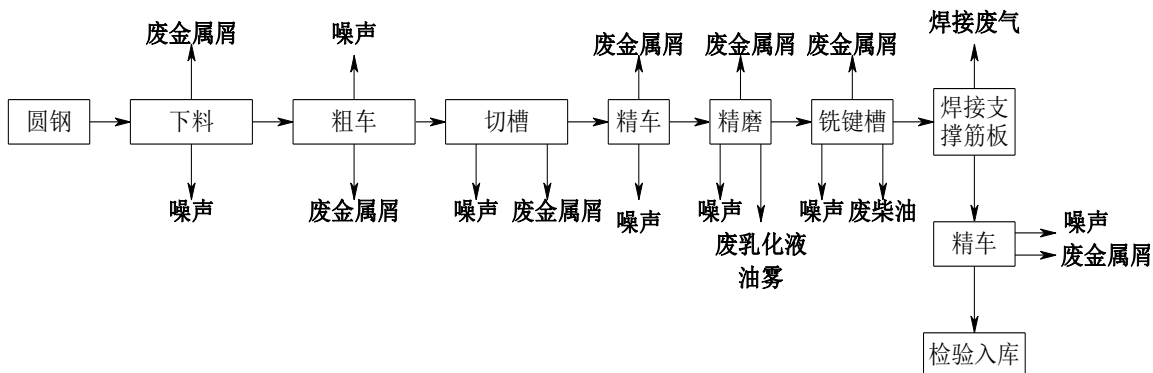 废金属屑
噪声
废金属屑
废金属屑
废金属屑
焊接废气
圆钢
下料
粗车
切槽
精车
精磨
铣键槽
焊接支
撑筋板
噪声
废金属屑
噪声
废金属屑
噪声
噪声
废乳化液
油雾
噪声
废柴油
精车
噪声
废金属屑
检验入库